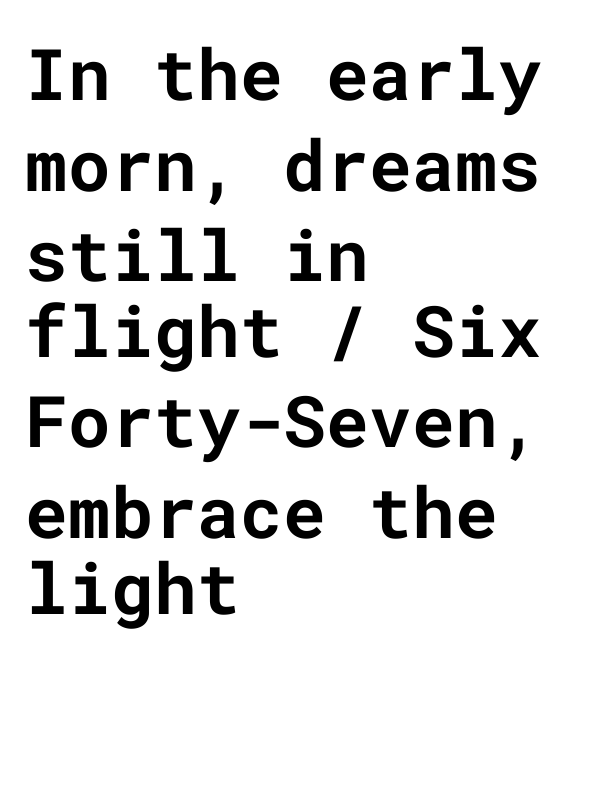 In the early
morn, dreams
still in
flight / Six
Forty-Seven,
embrace the
light